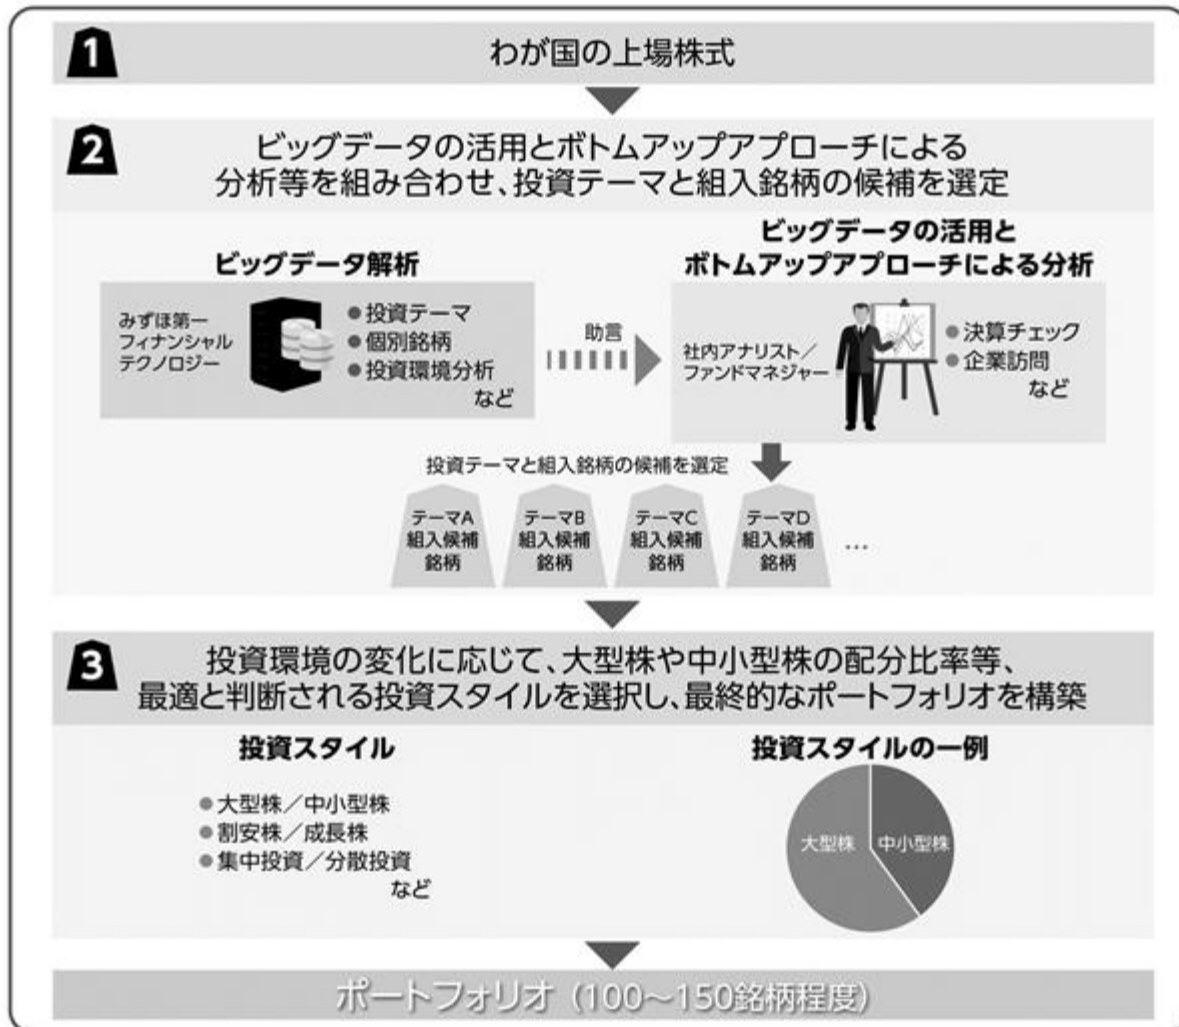 1
わが国の上場株式
2
ビッグデータの活用とボトムアップアプローチによる
分析等を組み合わせ、投資テーマと組入銘柄の候補を選定
ビッグデータ解析
みずほ第一
フィナンシャル
テクノロジー
●投資テーマ
●個別銘柄
●投資環境分析
など
助言
ビッグデータの活用と
ボトムアップアプローチによる分析
社内アナリスト/
ファンドマネジャー
●決算チェック
●企業訪問
など
投資テーマと組入銘柄の候補を選定
テーマA
組入候補
銘柄
テーマB
組入候補
銘柄
テーマC
組入候補
銘柄
テーマD
組入候補
銘柄
…
3
投資環境の変化に応じて、大型株や中小型株の配分比率等、
最適と判断される投資スタイルを選択し、最終的なポートフォリオを構築
投資スタイル
●大型株/中小型株
●割安株/成長株
●集中投資/分散投資
など
投資スタイルの一例
大型株
中小型株
ポートフォリオ (100～150銘柄程度)